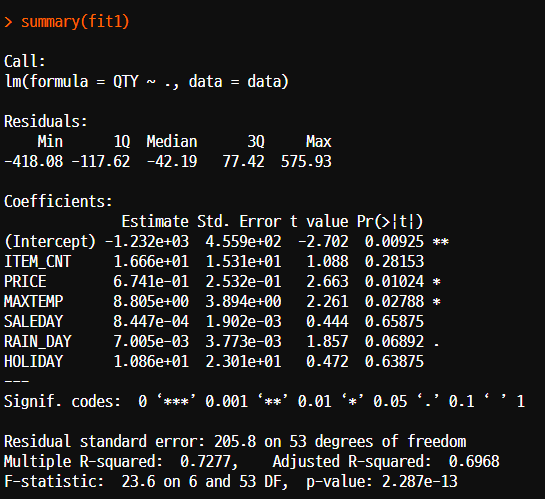 > summary(fit1)
Call:
lm(formula = QTY ~ ., data = data)
Residuals:
    Min      1Q  Median      3Q     Max
-418.08 -117.62  -42.19   77.42  575.93
Coefficients:
              Estimate Std. Error t value Pr(>|t|)
(Intercept) -1.232e+03  4.559e+02  -2.702  0.00925 **
ITEM_CNT     1.666e+01  1.531e+01   1.088  0.28153
PRICE        6.741e-01  2.532e-01   2.663  0.01024 *
MAXTEMP      8.805e+00  3.894e+00   2.261  0.02788 *
SALEDAY      8.447e-04  1.902e-03   0.444  0.65875
RAIN_DAY     7.005e-03  3.773e-03   1.857  0.06892 .
HOLIDAY      1.086e+01  2.301e+01   0.472  0.63875
---
Signif. codes:  0 ‘***’ 0.001 ‘**’ 0.01 ‘*’ 0.05 ‘.’ 0.1 ‘ ’ 1
Residual standard error: 205.8 on 53 degrees of freedom
Multiple R-squared:  0.7277,    Adjusted R-squared:  0.6968
F-statistic:  23.6 on 6 and 53 DF,  p-value: 2.287e-13